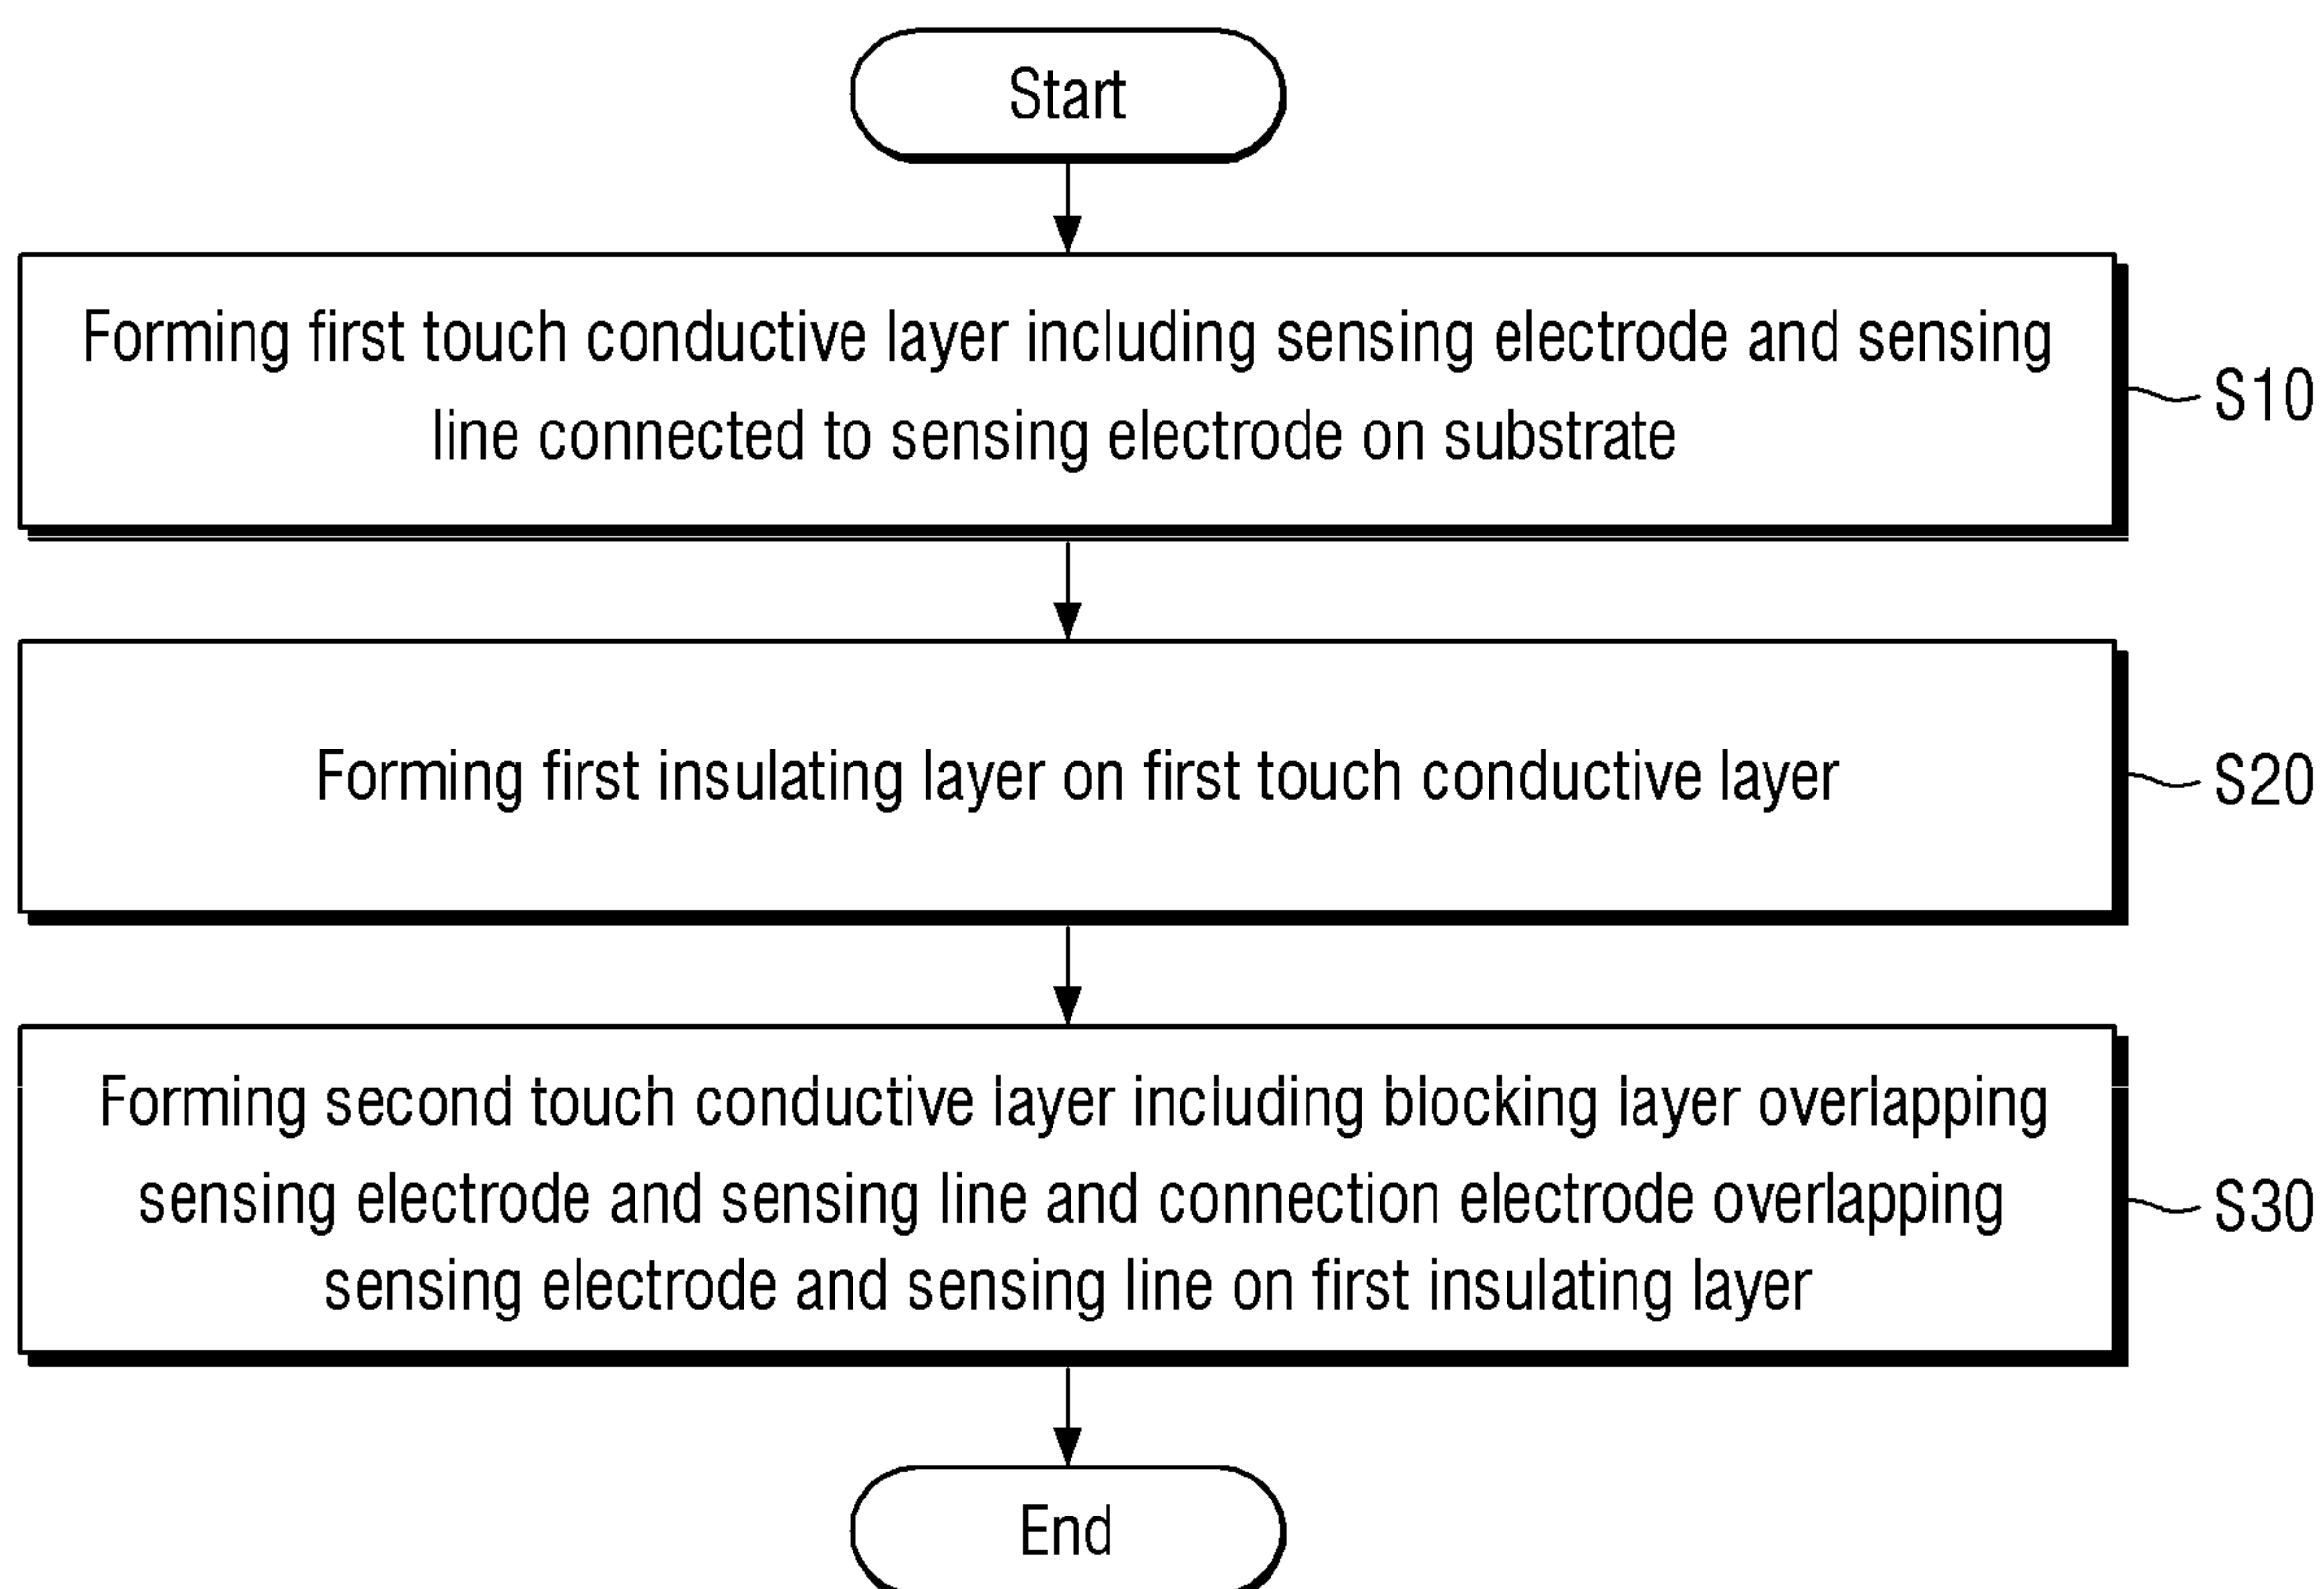 Start
Forming first touch conductive layer including sensing electrode and sensing
line connected to sensing electrode on substrate
S10
Forming first insulating layer on first touch conductive layer
S20
Forming second touch conductive layer including blocking layer overlapping
sensing electrode and sensing line and connection electrode overlapping
sensing electrode and sensing line on first insulating layer
S30
End